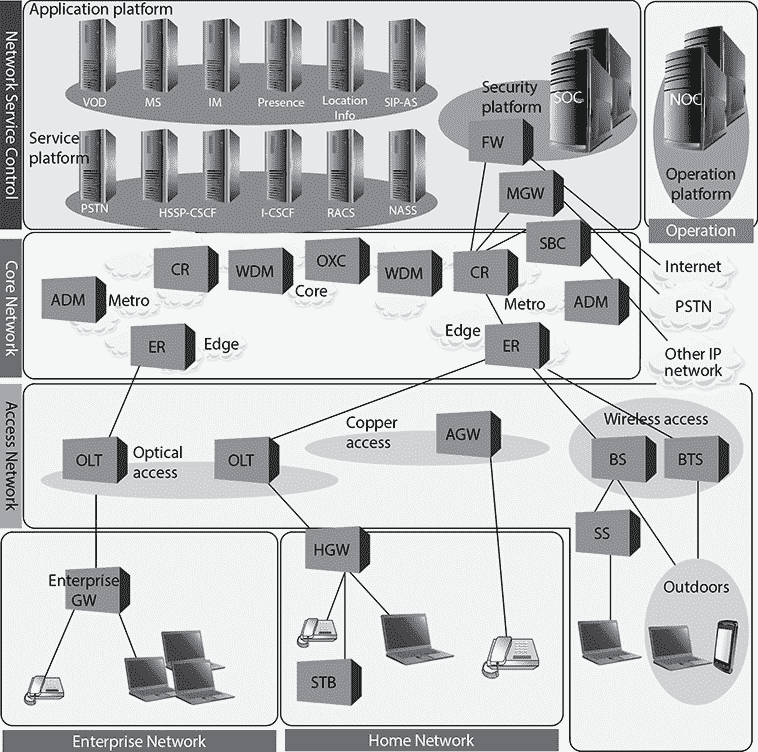 Network Service Control
Application platform
VOD
MS
IM
Presence
Location
Info
SIP-AS
Service
platform
PSTN
HSSP-CSCF
I-CSCF
RACS
NASS
Security
platform
SOC
FW
MGW
SBC
NOC
Operation
platform
Operation
Core Network
ADM
Metro
CR
WDM
Core
OXC
WDM
CR
Metro
ADM
ER
Edge
Edge
ER
Internet
PSTN
Other IP
network
Access Network
OLT
Optical
access
OLT
Copper
access
AGW
Wireless access
BS
BTS
SS
Outdoors
Enterprise
GW
HGW
STB
Enterprise Network
Home Network